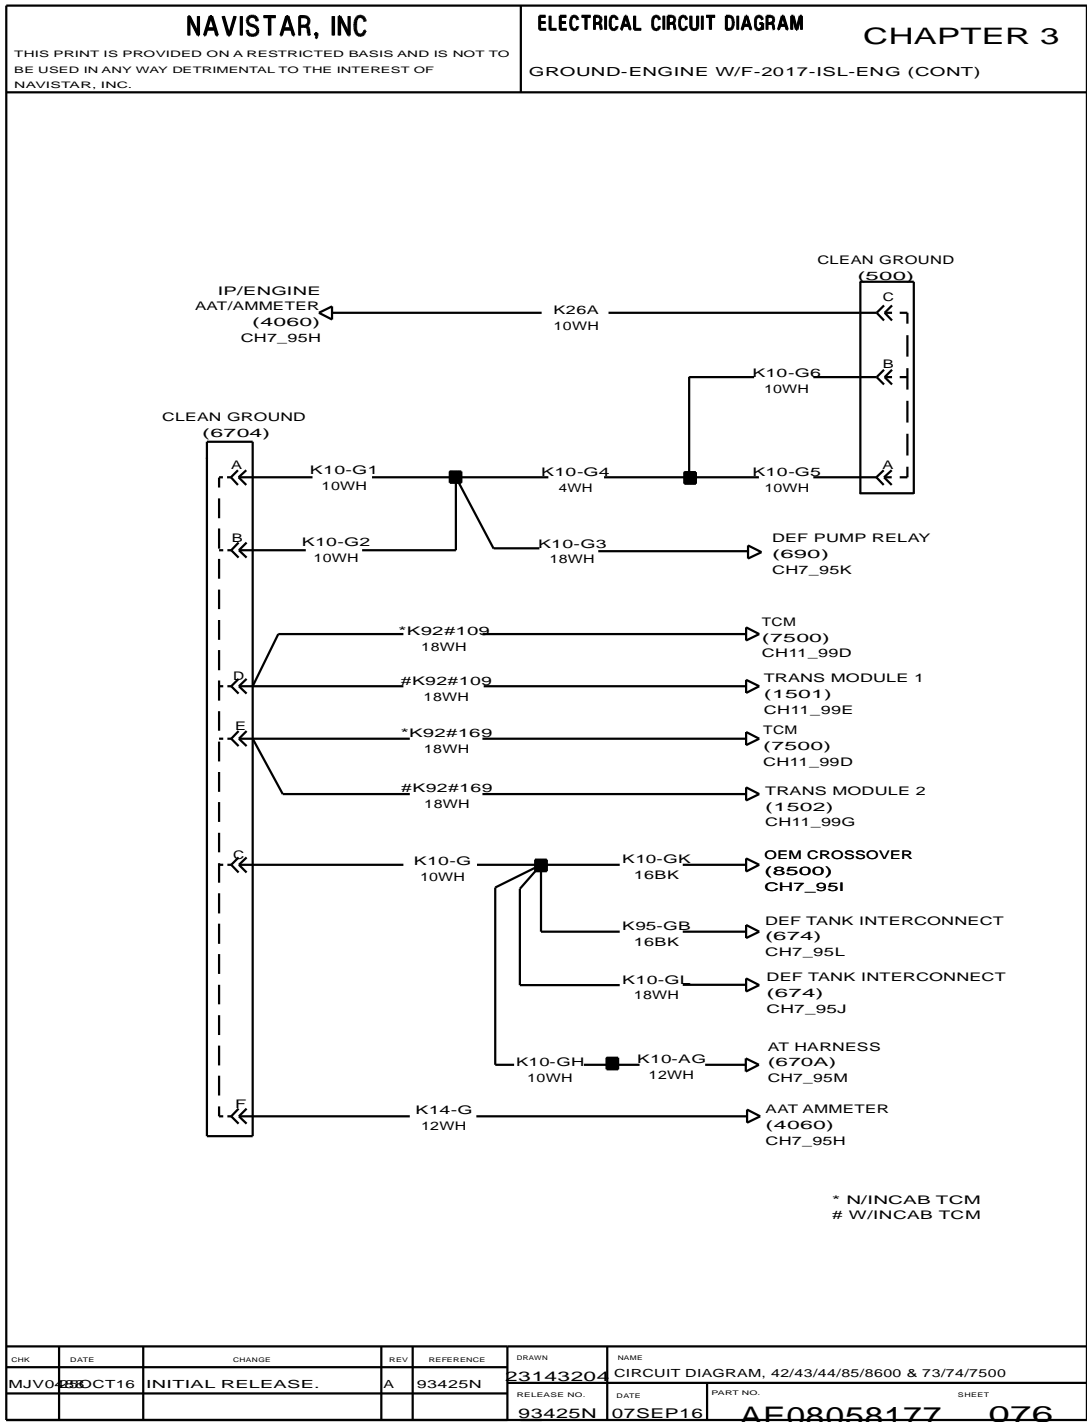 NAVISTAR, INC
THIS PRINT IS PROVIDED ON A RESTRICTED BASIS AND IS NOT TO
BE USED IN ANY WAY DETRIMENTAL TO THE INTEREST OF
NAVISTAR, INC.
ELECTRICAL CIRCUIT DIAGRAM
CHAPTER 3
GROUND-ENGINE W/F-2017-ISL-ENG (CONT)
CLEAN GROUND
(500)
IP/ENGINE
AAT/AMMETER
(4060)
CH7_95H
K26A
10WH
C
K10-G6
10WH
B
CLEAN GROUND
(6704)
A
K10-G1
10WH
K10-G4
4WH
K10-G5
10WH
A
B
K10-G2
10WH
K10-G3
18WH
DEF PUMP RELAY
(690)
CH7_95K
*K92#109
18WH
TCM
(7500)
CH11_99D
D
#K92#109
18WH
TRANS MODULE 1
(1501)
CH11_99E
E
*K92#169
18WH
TCM
(7500)
CH11_99D
#K92#169
18WH
TRANS MODULE 2
(1502)
CH11_99G
C
K10-G
10WH
K10-GK
16BK
OEM CROSSOVER
(8500)
CH7_95I
K95-GB
16BK
DEF TANK INTERCONNECT
(674)
CH7_95L
K10-GL
18WH
DEF TANK INTERCONNECT
(674)
CH7_95J
K10-GH
10WH
K10-AG
12WH
AT HARNESS
(670A)
CH7_95M
F
K14-G
12WH
AAT AMMETER
(4060)
CH7_95H
* N/INCAB TCM
# W/INCAB TCM
CHK DATE CHANGE REV REFERENCE
INITIAL RELEASE. A 93425N
DRAWN
23143204
NAME
CIRCUIT DIAGRAM, 42/43/44/85/8600 & 73/74/7500
RELEASE NO.
93425N
DATE
07SEP16
PART NO.
AF08058177
SHEET
076